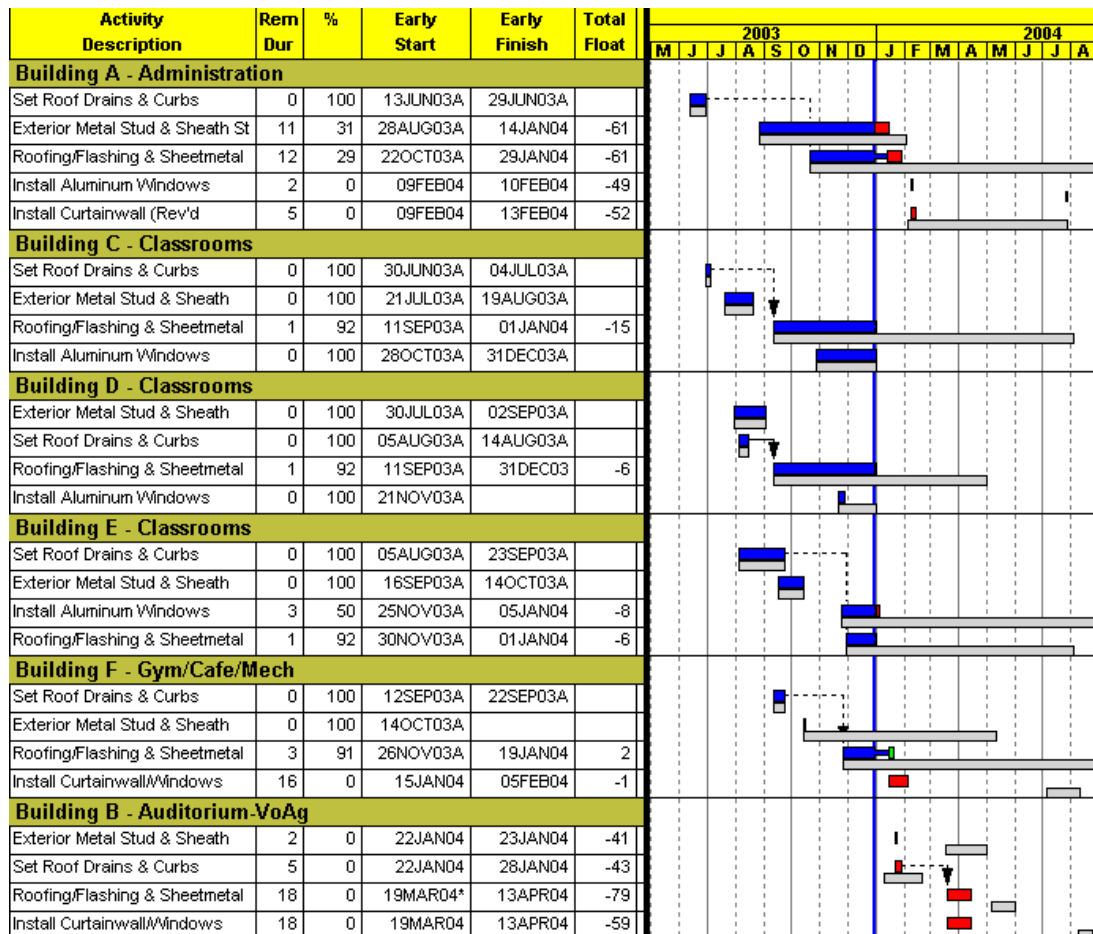 Activity Description Rem Dur % Early Start Early Finish Total Float
2003 2004
M J J A S O N D J F M A M J J A
Building A - Administration
Set Roof Drains & Curbs 0 100 13JUN03A 29JUN03A
Exterior Metal Stud & Sheath St 11 31 28AUG03A 14JAN04 -61
Roofing/Flashing & Sheetmetal 12 29 22OCT03A 29JAN04 -61
Install Aluminum Windows 2 0 09FEB04 10FEB04 -49
Install Curtainwall (Rev'd 5 0 09FEB04 13FEB04 -52
Building C - Classrooms
Set Roof Drains & Curbs 0 100 30JUN03A 04JUL03A
Exterior Metal Stud & Sheath 0 100 21JUL03A 19AUG03A
Roofing/Flashing & Sheetmetal 1 92 11SEP03A 01JAN04 -15
Install Aluminum Windows 0 100 28OCT03A 31DEC03A
Building D - Classrooms
Exterior Metal Stud & Sheath 0 100 30JUL03A 02SEP03A
Set Roof Drains & Curbs 0 100 05AUG03A 14AUG03A
Roofing/Flashing & Sheetmetal 1 92 11SEP03A 31DEC03 -6
Install Aluminum Windows 0 100 21NOV03A
Building E - Classrooms
Set Roof Drains & Curbs 0 100 05AUG03A 23SEP03A
Exterior Metal Stud & Sheath 0 100 16SEP03A 14OCT03A
Install Aluminum Windows 3 50 25NOV03A 05JAN04 -8
Roofing/Flashing & Sheetmetal 1 92 30NOV03A 01JAN04 -6
Building F - Gym/Cafe/Mech
Set Roof Drains & Curbs 0 100 12SEP03A 22SEP03A
Exterior Metal Stud & Sheath 0 100 14OCT03A
Roofing/Flashing & Sheetmetal 3 91 26NOV03A 19JAN04 2
Install Curtainwall/Windows 16 0 15JAN04 05FEB04 -1
Building B - Auditorium-VoAg
Exterior Metal Stud & Sheath 2 0 22JAN04 23JAN04 -41
Set Roof Drains & Curbs 5 0 22JAN04 28JAN04 -43
Roofing/Flashing & Sheetmetal 18 0 19MAR04* 13APR04 -79
Install Curtainwall/Windows 18 0 19MAR04 13APR04 -59